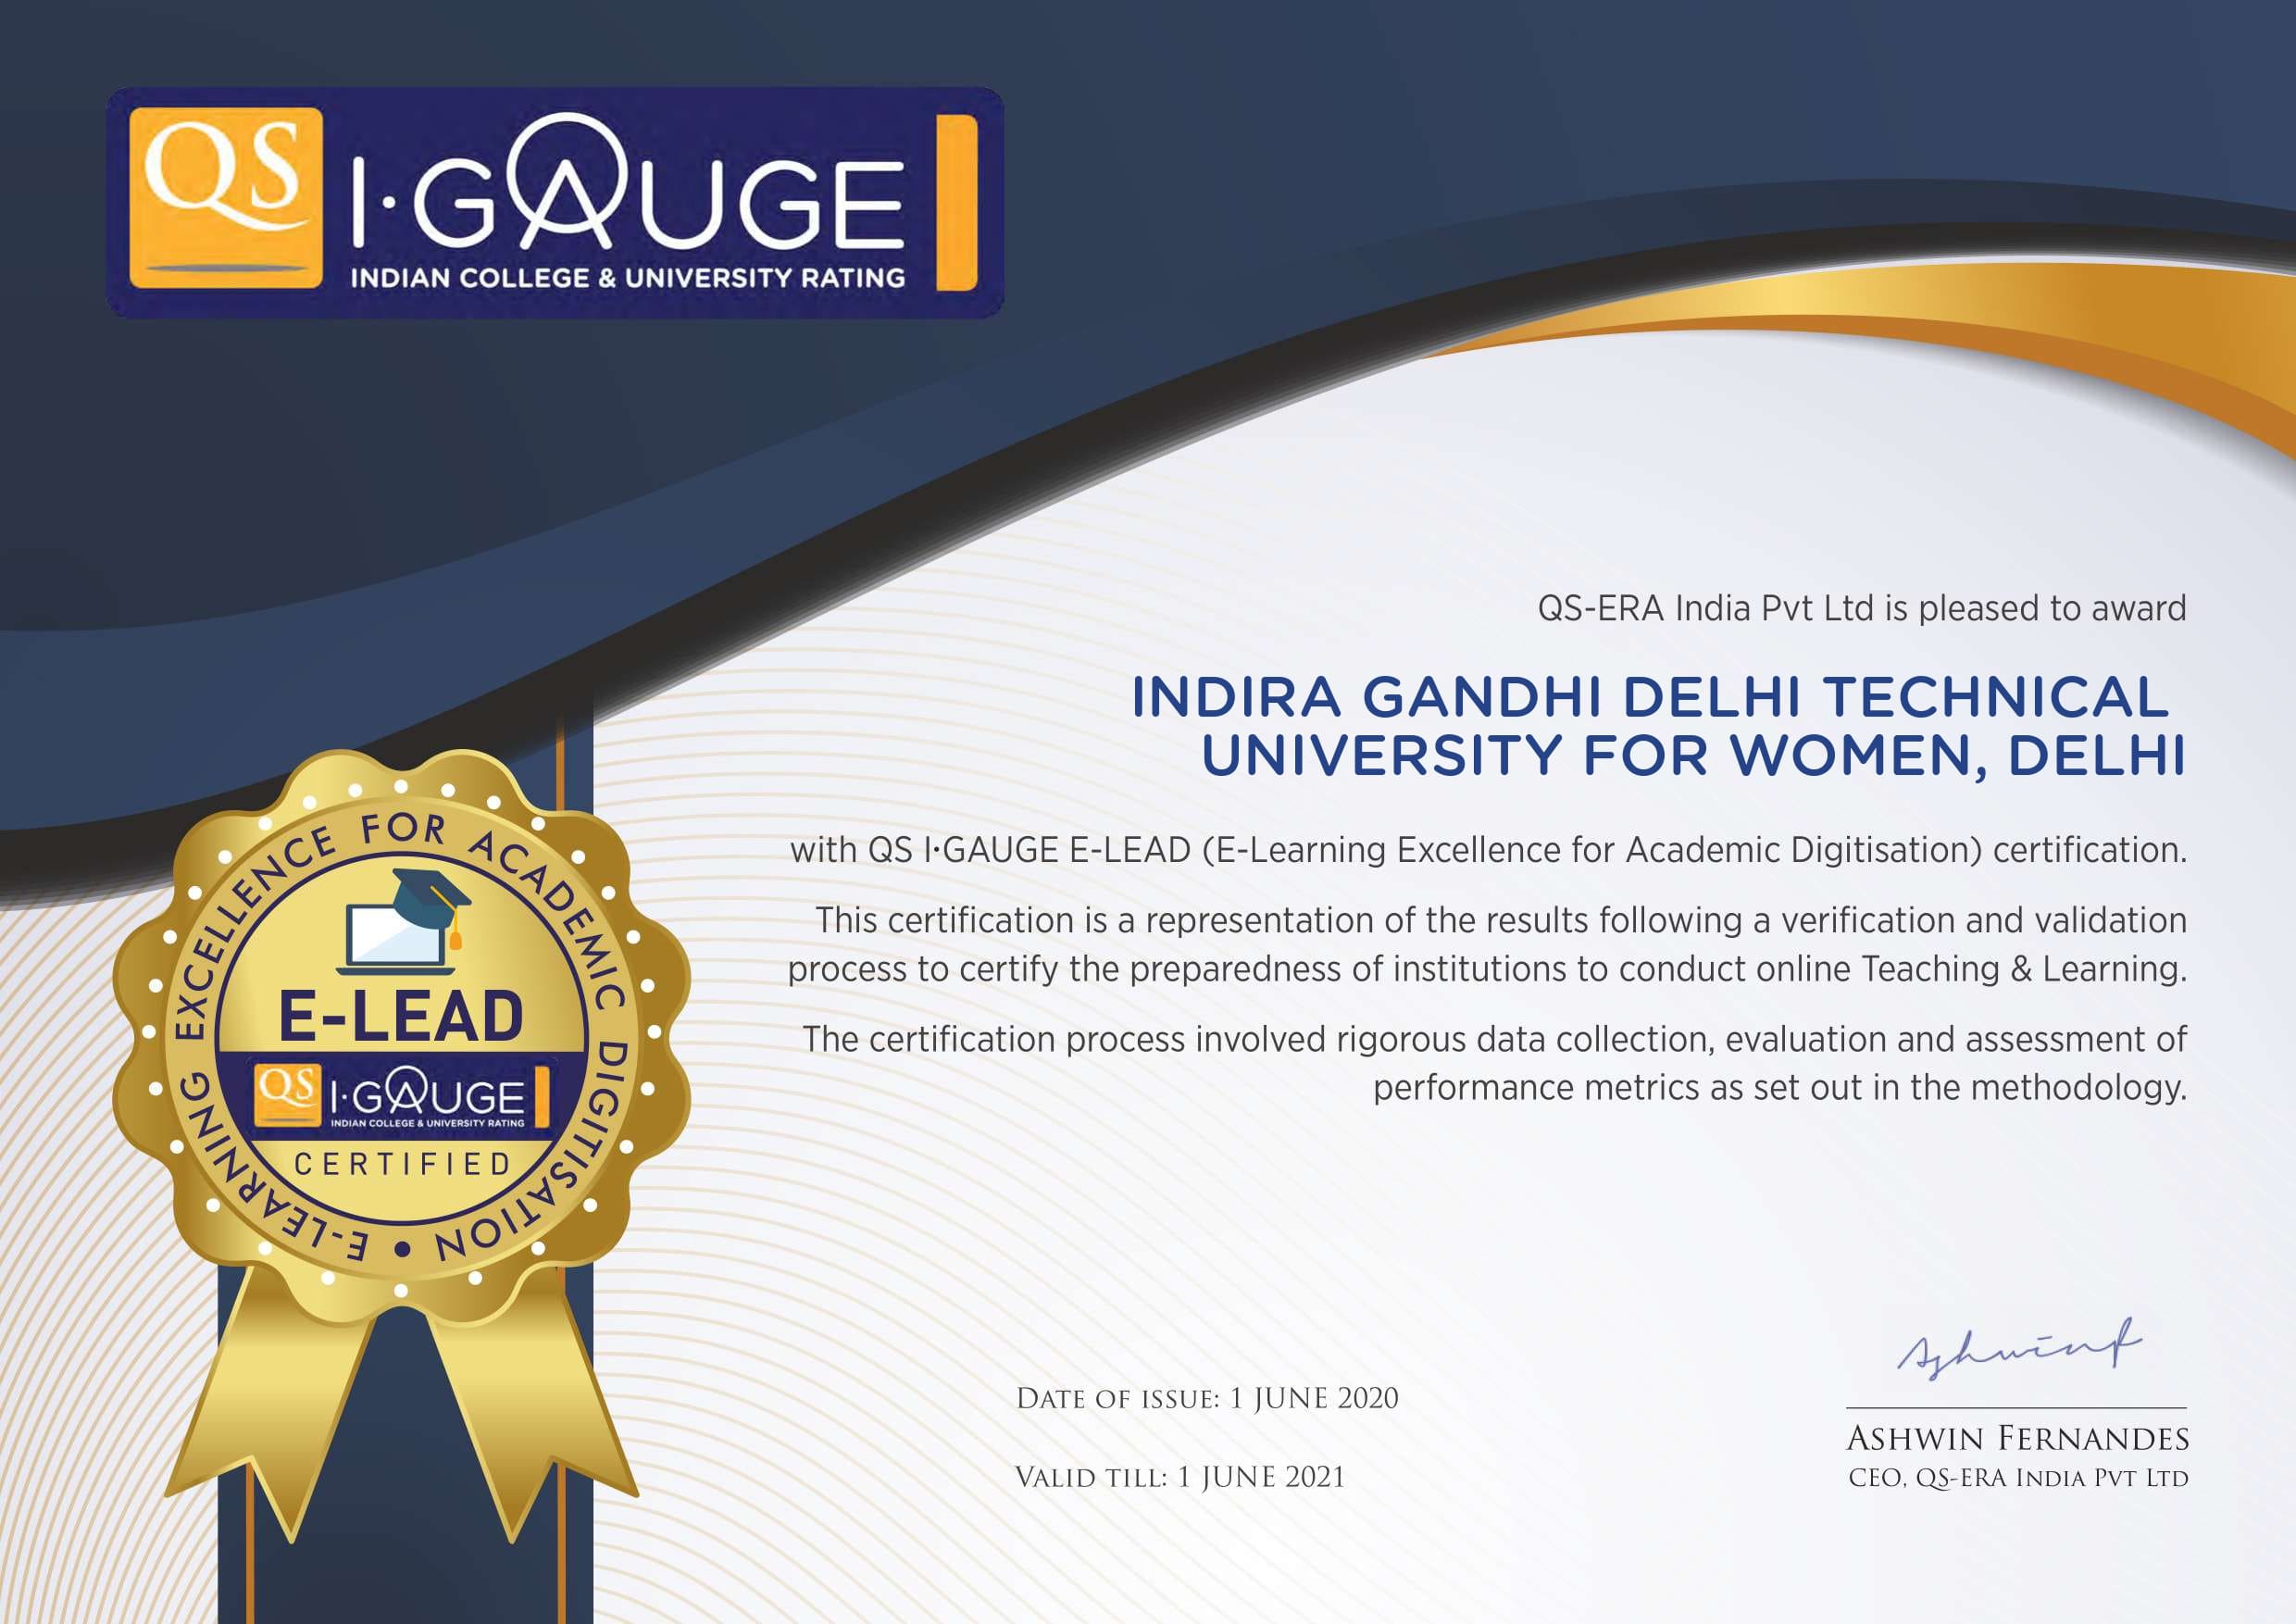 QS I·GAUGE
INDIAN COLLEGE & UNIVERSITY RATING
QS-ERA India Pvt Ltd is pleased to award
INDIRA GANDHI DELHI TECHNICAL
UNIVERSITY FOR WOMEN, DELHI
with QS I·GAUGE E-LEAD (E-Learning Excellence for Academic Digitisation) certification.
This certification is a representation of the results following a verification and validation
process to certify the preparedness of institutions to conduct online Teaching & Learning.
The certification process involved rigorous data collection, evaluation and assessment of
performance metrics as set out in the methodology.
E-LEARNING EXCELLENCE FOR ACADEMIC DIGITISATION •
E-LEAD
QS I·GAUGE
INDIAN COLLEGE & UNIVERSITY RATING
CERTIFIED
DATE OF ISSUE: 1 JUNE 2020
VALID TILL: 1 JUNE 2021
Ashwinf
ASHWIN FERNANDES
CEO, QS-ERA INDIA PVT LTD